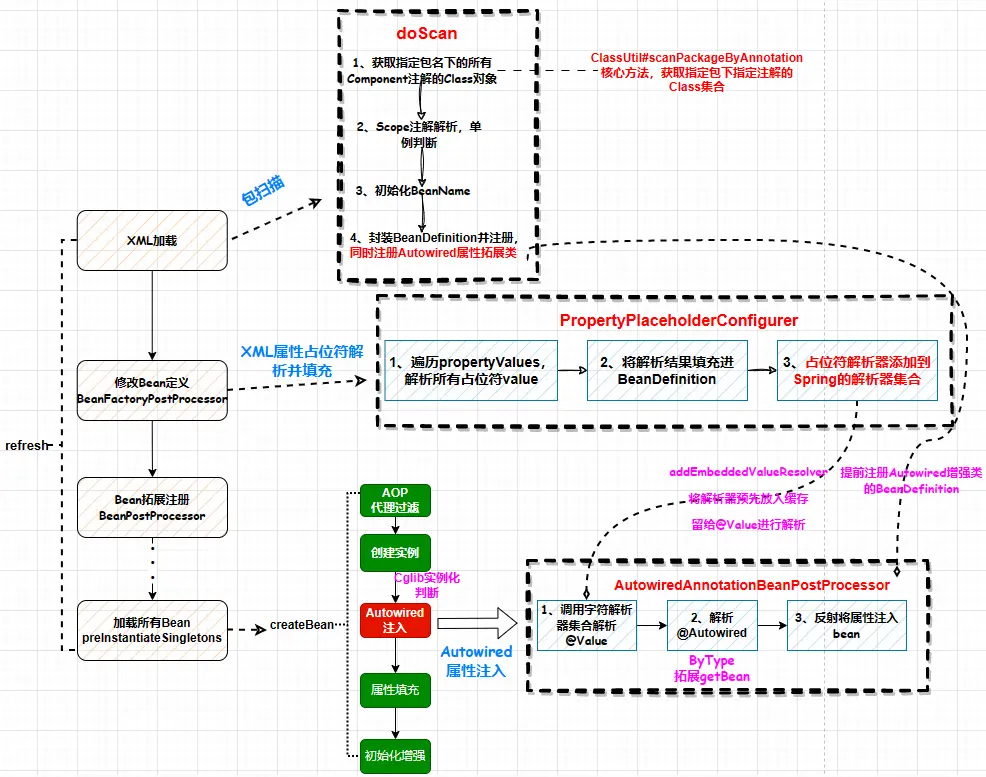 doScan
1、获取指定包名下的所有
Component注解的Class对象
ClassUtil#scanPackageByAnnotation
核心方法，获取指定包下指定注解的
Class集合
2、Scope注解解析，单
例判断
3、初始化BeanName
4、封装BeanDefinition并注册，
同时注册Autowired属性拓展类
包扫描
XML加载
PropertyPlaceholderConfigurer
1、遍历propertyValues，
解析所有占位符value
2、将解析结果填充进
BeanDefinition
3、占位符解析器添加到
Spring的解析器集合
XML属性占位符解
析并填充
修改Bean定义
BeanFactoryPostProcessor
refresh
addEmbeddedValueResolver
将解析器预先放入缓存
留给@Value进行解析
提前注册Autowired增强类
的BeanDefinition
Bean拓展注册
BeanPostProcessor
AOP
代理过滤
创建实例
Cglib实例化
判断
Autowired
注入
属性填充
初始化增强
加载所有Bean
preInstantiateSingletons
createBean
Autowired
属性注入
AutowiredAnnotationBeanPostProcessor
1、调用字符解析
器集合解析
@Value
2、解析
@Autowired
3、反射将属性注入
bean
ByType
拓展getBean